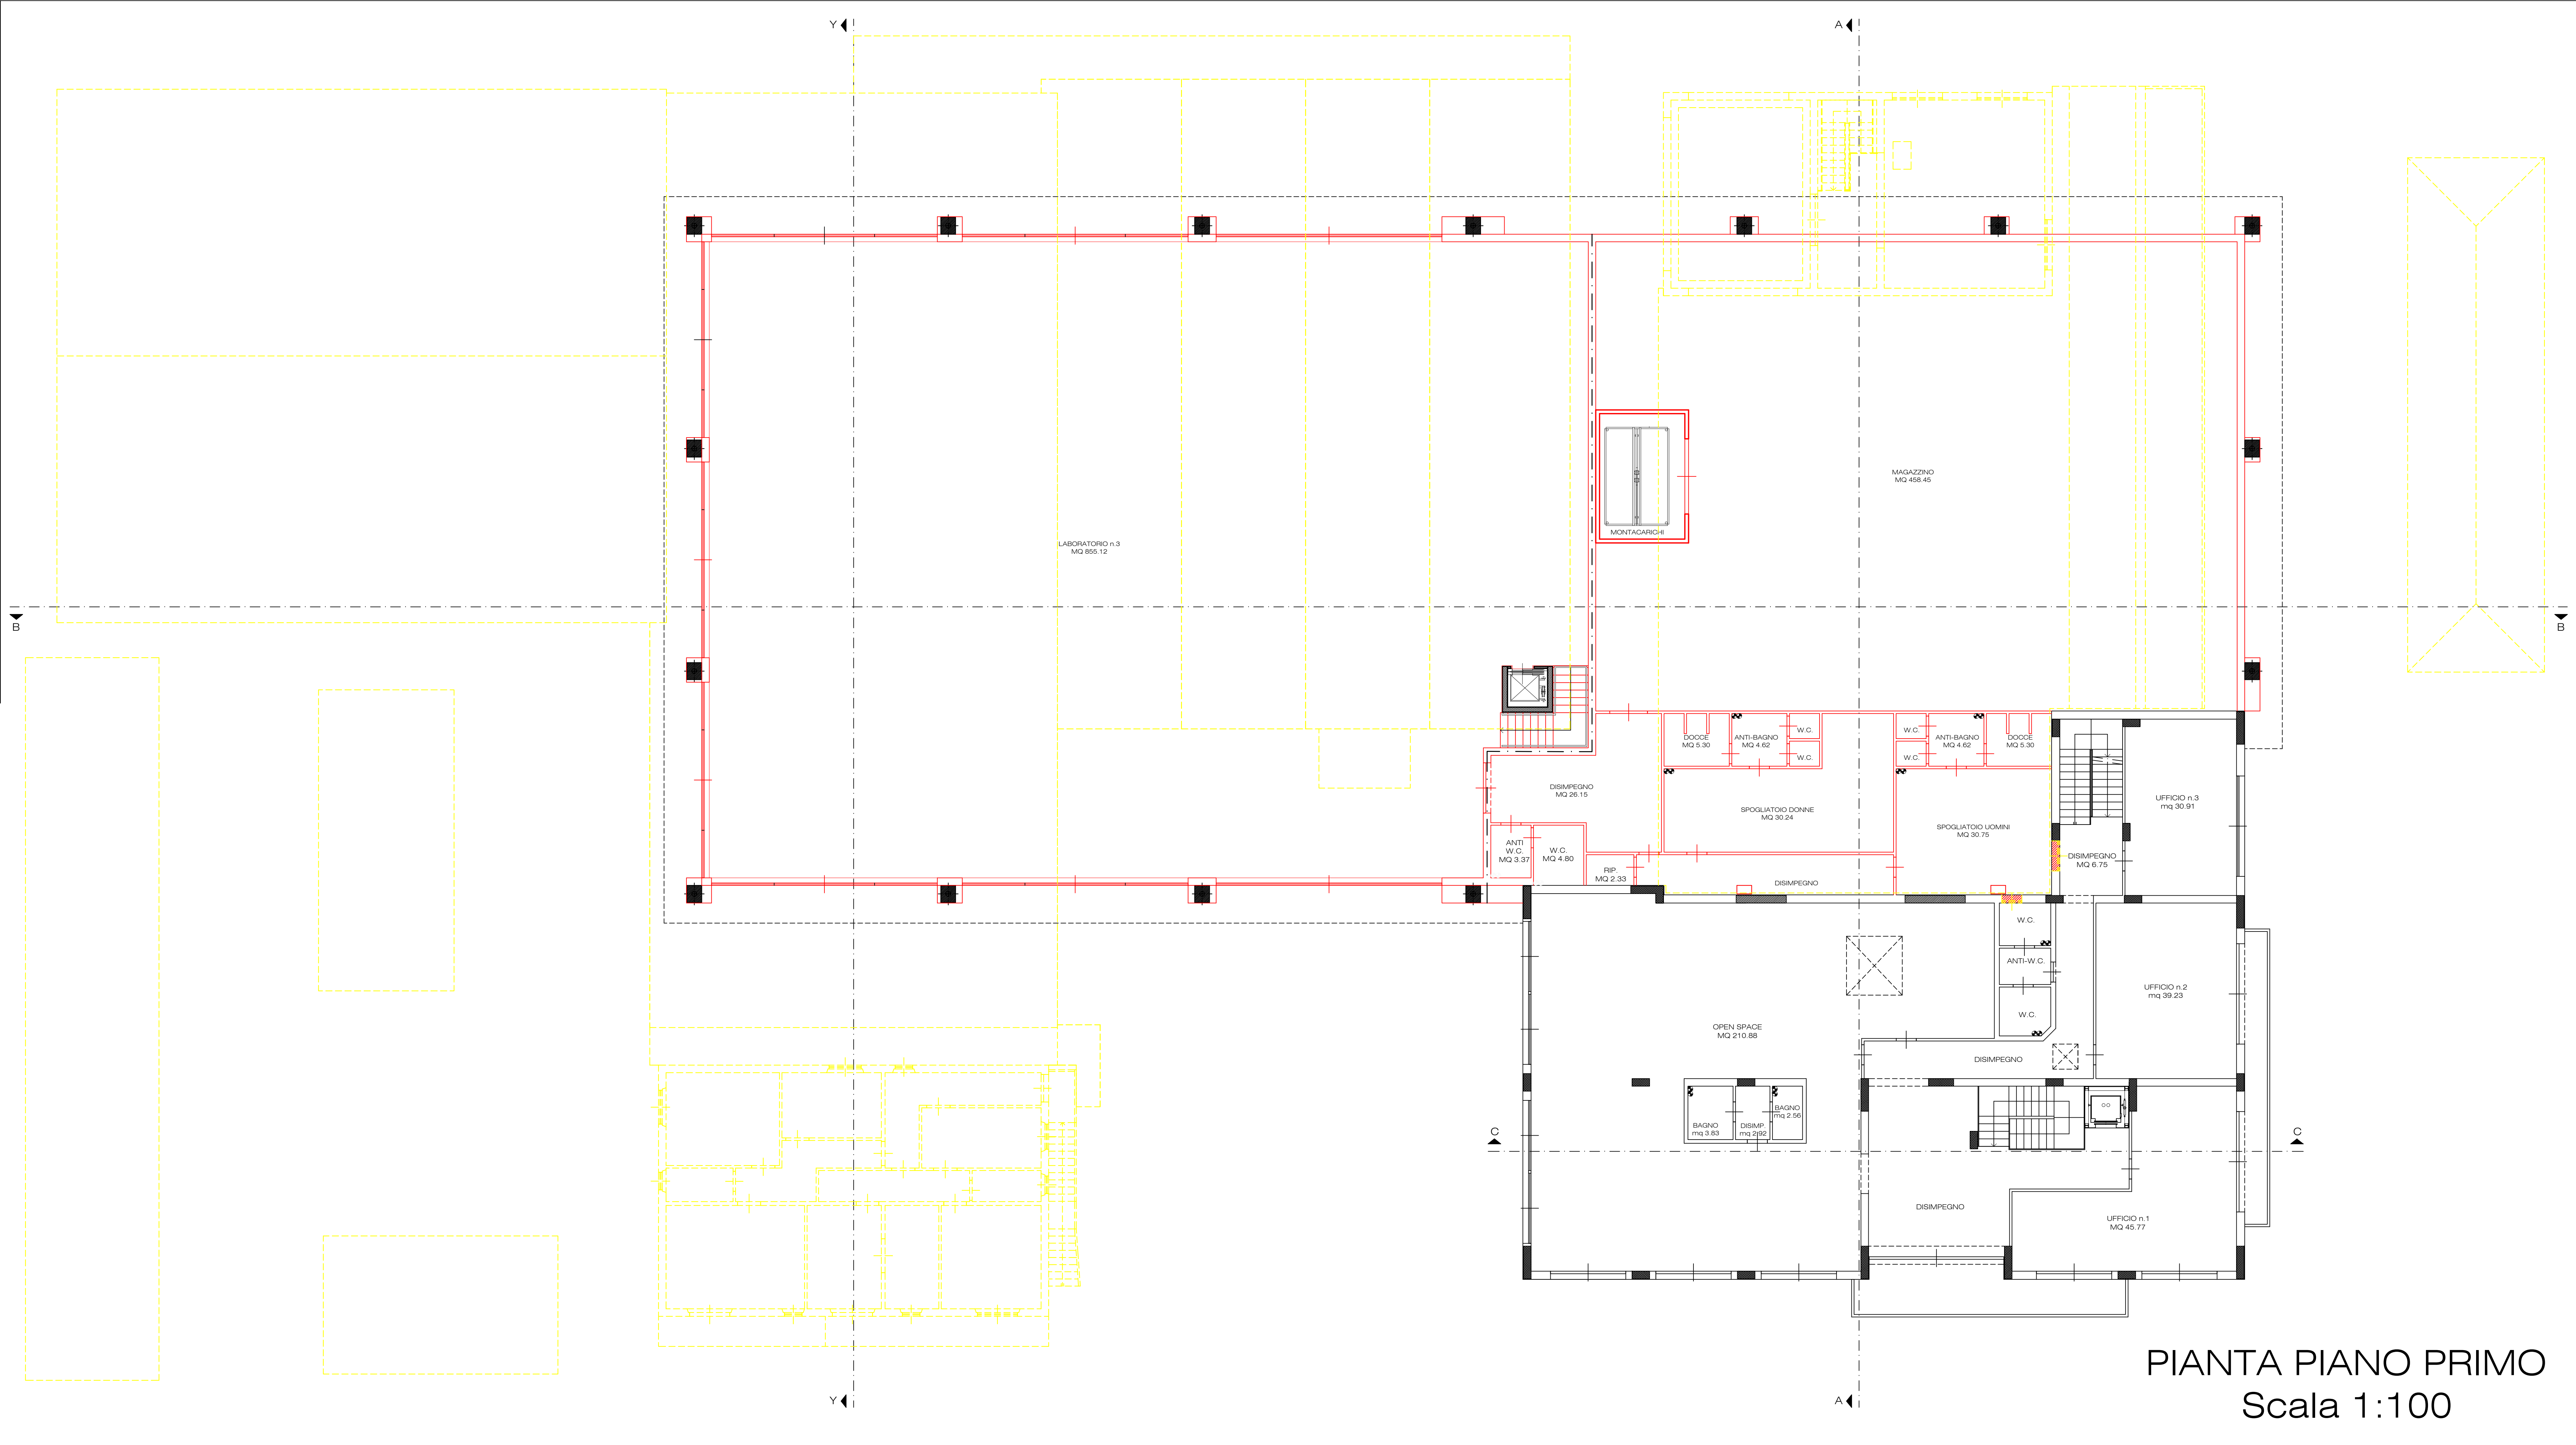 Y
A
MAGAZZINO
MQ 458.45
MONTACARICHI
LABORATORIO n.3
MQ 855.12
B
B
DOCCE
MQ 5.30
ANTI-BAGNO
MQ 4.62
W.C.
W.C.
W.C.
W.C.
ANTI-BAGNO
MQ 4.62
DOCCE
MQ 5.30
DISIMPEGNO
MQ 26.15
SPOGLIATOIO DONNE
MQ 30.24
SPOGLIATOIO UOMINI
MQ 30.75
UFFICIO n.3
mq 30.91
ANTI
W.C.
MQ 3.37
W.C.
MQ 4.80
RIP.
MQ 2.33
DISIMPEGNO
DISIMPEGNO
MQ 6.75
W.C.
ANTI-W.C.
W.C.
UFFICIO n.2
mq 39.23
OPEN SPACE
MQ 210.88
DISIMPEGNO
BAGNO
mq 3.83
DISIMP.
mq 2.92
BAGNO
mq 2.56
C
C
DISIMPEGNO
UFFICIO n.1
MQ 45.77
Y
A
PIANTA PIANO PRIMO
Scala 1:100